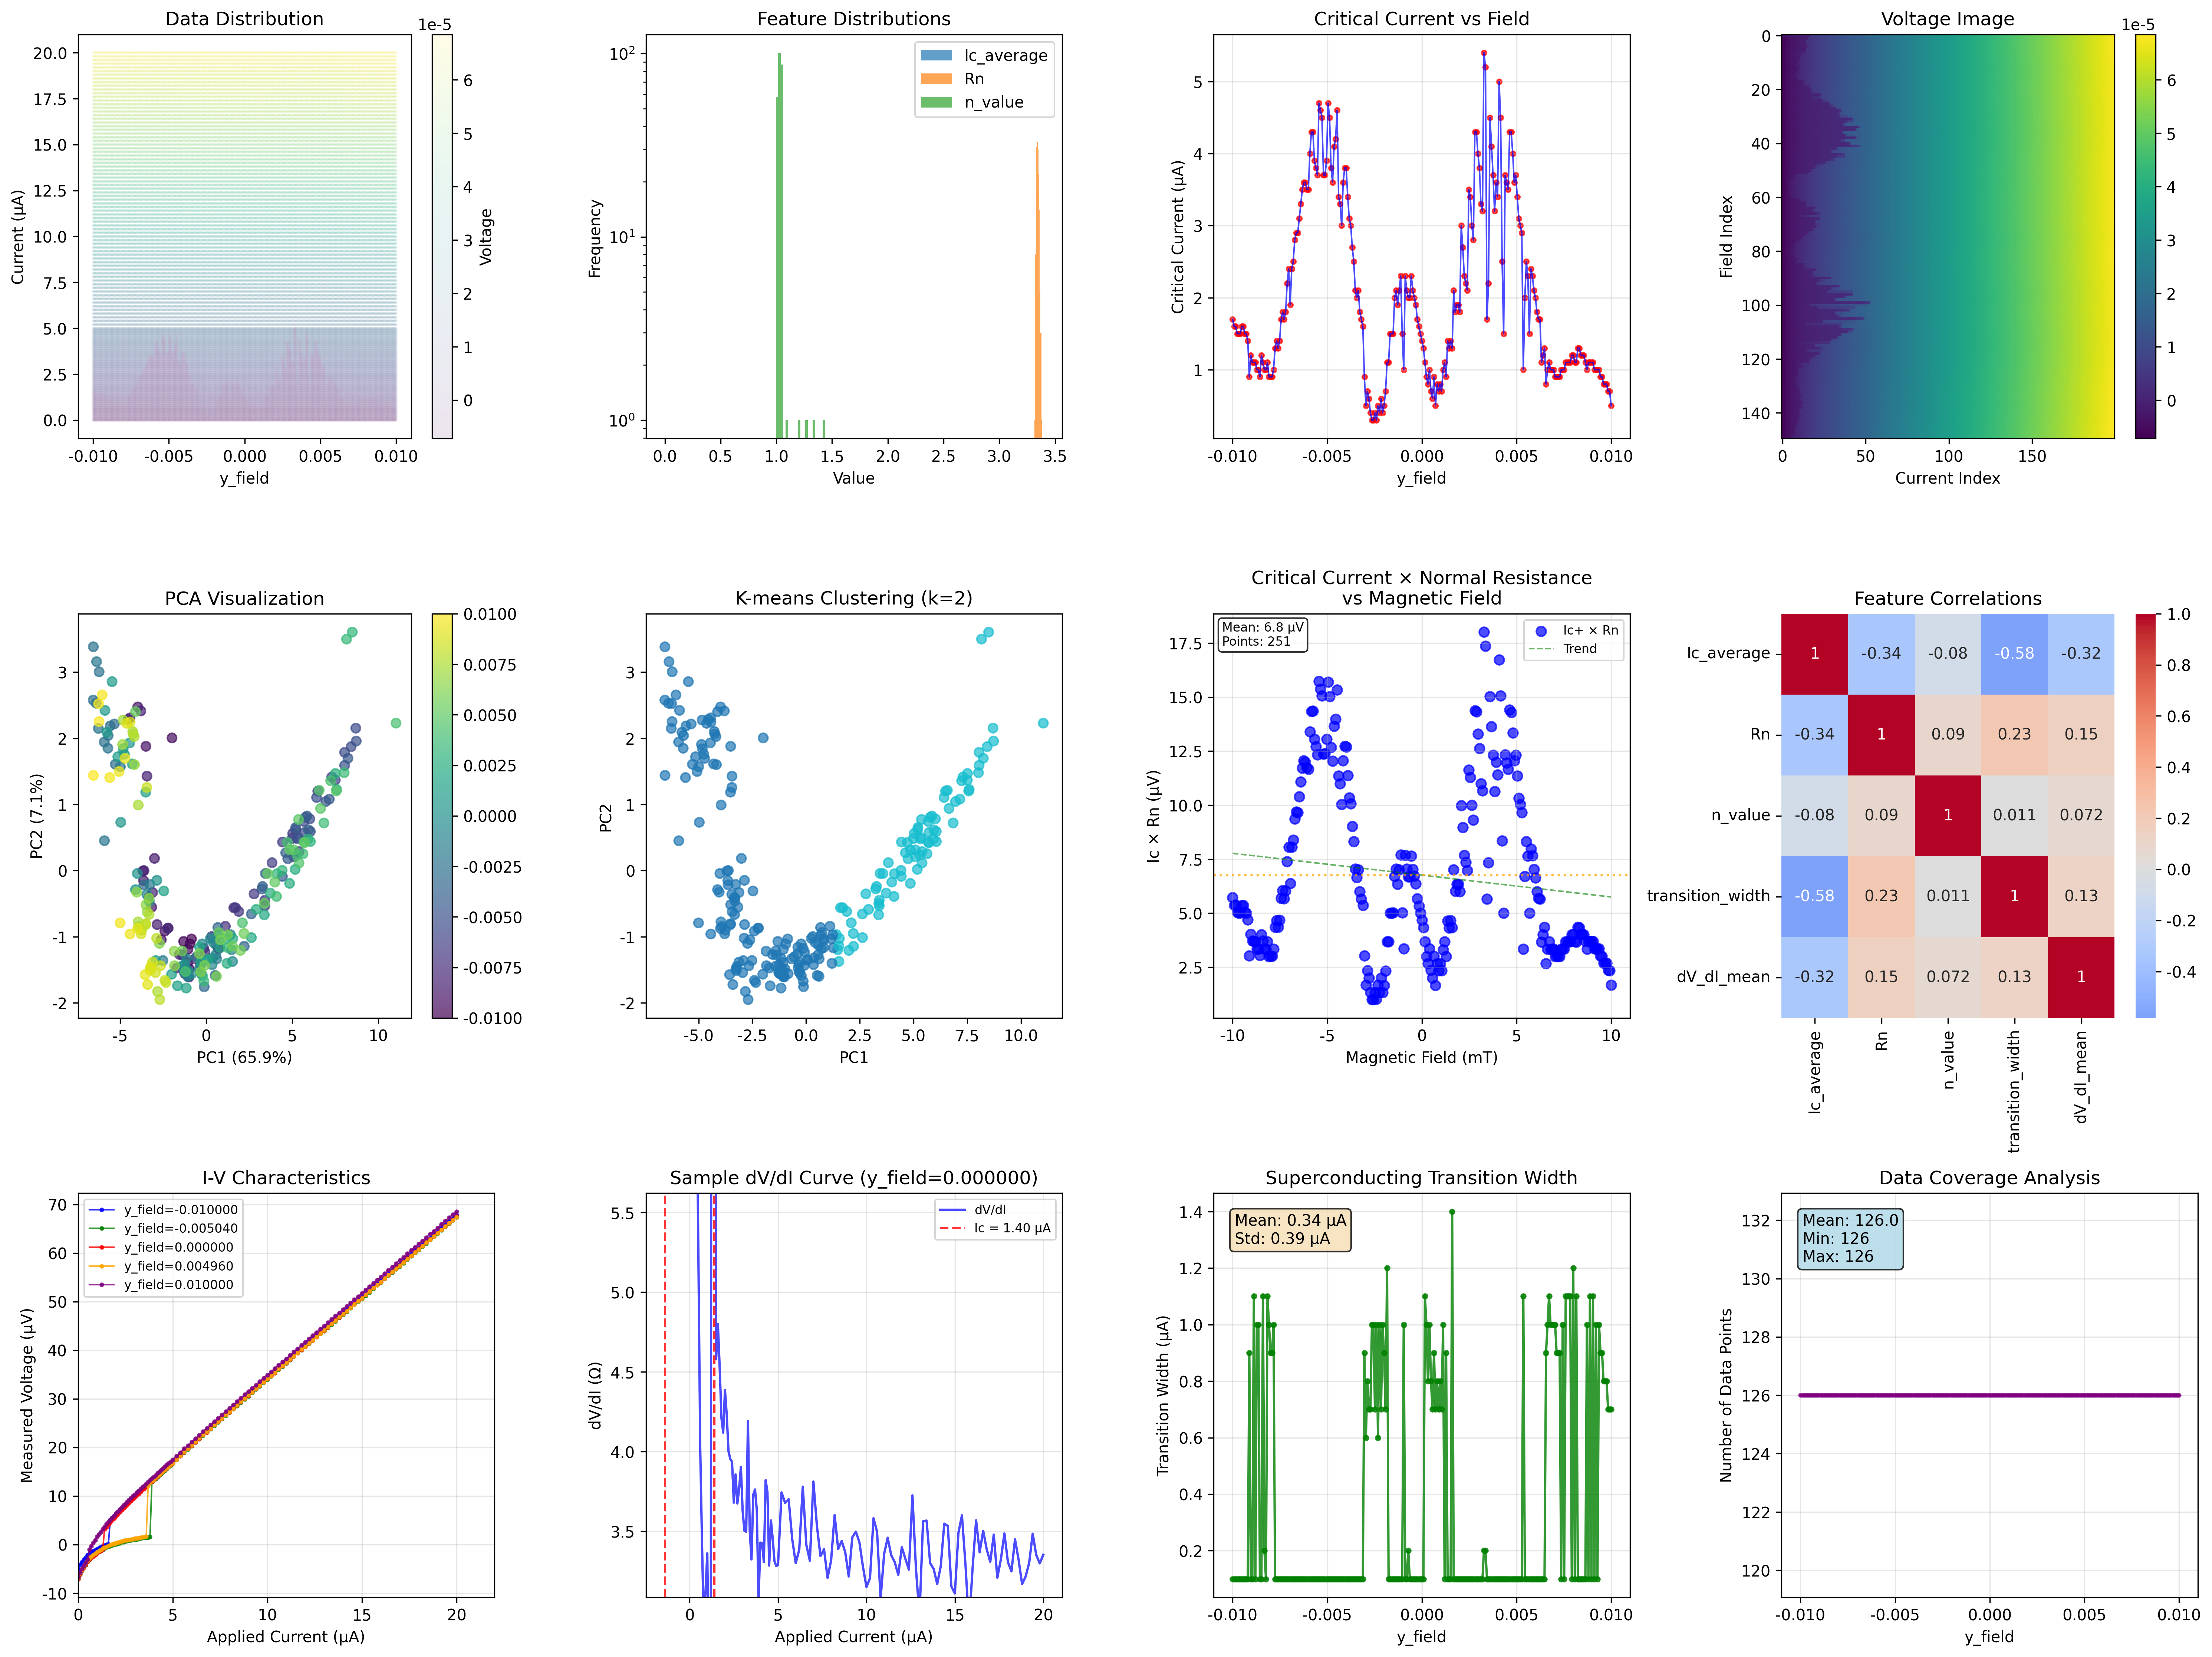 Data Distribution
1e-5
20.0
17.5
15.0
12.5
10.0
7.5
5.0
2.5
0.0
Current (μA)
-0.010 -0.005 0.000 0.005 0.010
y_field
6
5
4
3
2
1
0
Voltage
Feature Distributions
Ic_average
Rn
n_value
10²
10¹
10⁰
Frequency
0.0 0.5 1.0 1.5 2.0 2.5 3.0 3.5
Value
Critical Current vs Field
5
4
3
2
1
Critical Current (μA)
-0.010 -0.005 0.000 0.005 0.010
y_field
Voltage Image
1e-5
0
20
40
60
80
100
120
140
Field Index
0 50 100 150
Current Index
6
5
4
3
2
1
0
PCA Visualization
3
2
1
0
-1
-2
PC2 (7.1%)
-5 0 5 10
PC1 (65.9%)
0.0100
0.0075
0.0050
0.0025
0.0000
-0.0025
-0.0050
-0.0075
-0.0100
K-means Clustering (k=2)
3
2
1
0
-1
-2
PC2
-5.0 -2.5 0.0 2.5 5.0 7.5 10.0
PC1
Critical Current × Normal Resistance
vs Magnetic Field
Mean: 6.8 μV
Points: 251
Ic+ × Rn
Trend
17.5
15.0
12.5
10.0
7.5
5.0
2.5
Ic × Rn (μV)
-10 -5 0 5 10
Magnetic Field (mT)
Feature Correlations
Ic_average 1 -0.34 -0.08 -0.58 -0.32
Rn -0.34 1 0.09 0.23 0.15
n_value -0.08 0.09 1 0.011 0.072
transition_width -0.58 0.23 0.011 1 0.13
dV_dI_mean -0.32 0.15 0.072 0.13 1
Ic_average Rn n_value transition_width dV_dI_mean
1.0
0.8
0.6
0.4
0.2
0.0
-0.2
-0.4
I-V Characteristics
y_field=-0.010000
y_field=-0.005040
y_field=0.000000
y_field=0.004960
y_field=0.010000
70
60
50
40
30
20
10
0
-10
Measured Voltage (μV)
0 5 10 15 20
Applied Current (μA)
Sample dV/dI Curve (y_field=0.000000)
dV/dI
Ic = 1.40 μA
5.5
5.0
4.5
4.0
3.5
dV/dI (Ω)
0 5 10 15 20
Applied Current (μA)
Superconducting Transition Width
Mean: 0.34 μA
Std: 0.39 μA
1.4
1.2
1.0
0.8
0.6
0.4
0.2
Transition Width (μA)
-0.010 -0.005 0.000 0.005 0.010
y_field
Data Coverage Analysis
Mean: 126.0
Min: 126
Max: 126
132
130
128
126
124
122
120
Number of Data Points
-0.010 -0.005 0.000 0.005 0.010
y_field